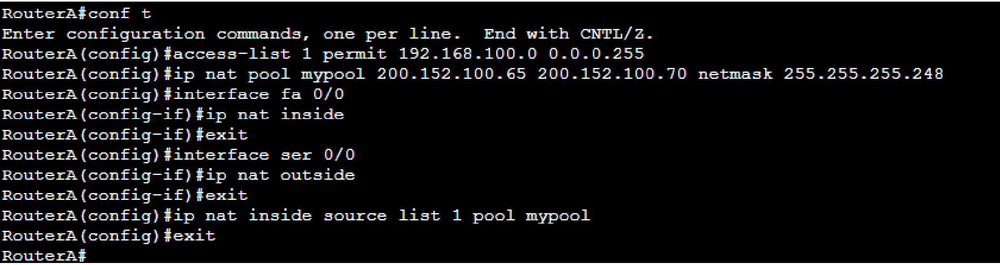 RouterA#conf t
Enter configuration commands, one per line.  End with CNTL/Z.
RouterA(config)#access-list 1 permit 192.168.100.0 0.0.0.255
RouterA(config)#ip nat pool mypool 200.152.100.65 200.152.100.70 netmask 255.255.255.248
RouterA(config)#interface fa 0/0
RouterA(config-if)#ip nat inside
RouterA(config-if)#exit
RouterA(config)#interface ser 0/0
RouterA(config-if)#ip nat outside
RouterA(config-if)#exit
RouterA(config)#ip nat inside source list 1 pool mypool
RouterA(config)#exit
RouterA#